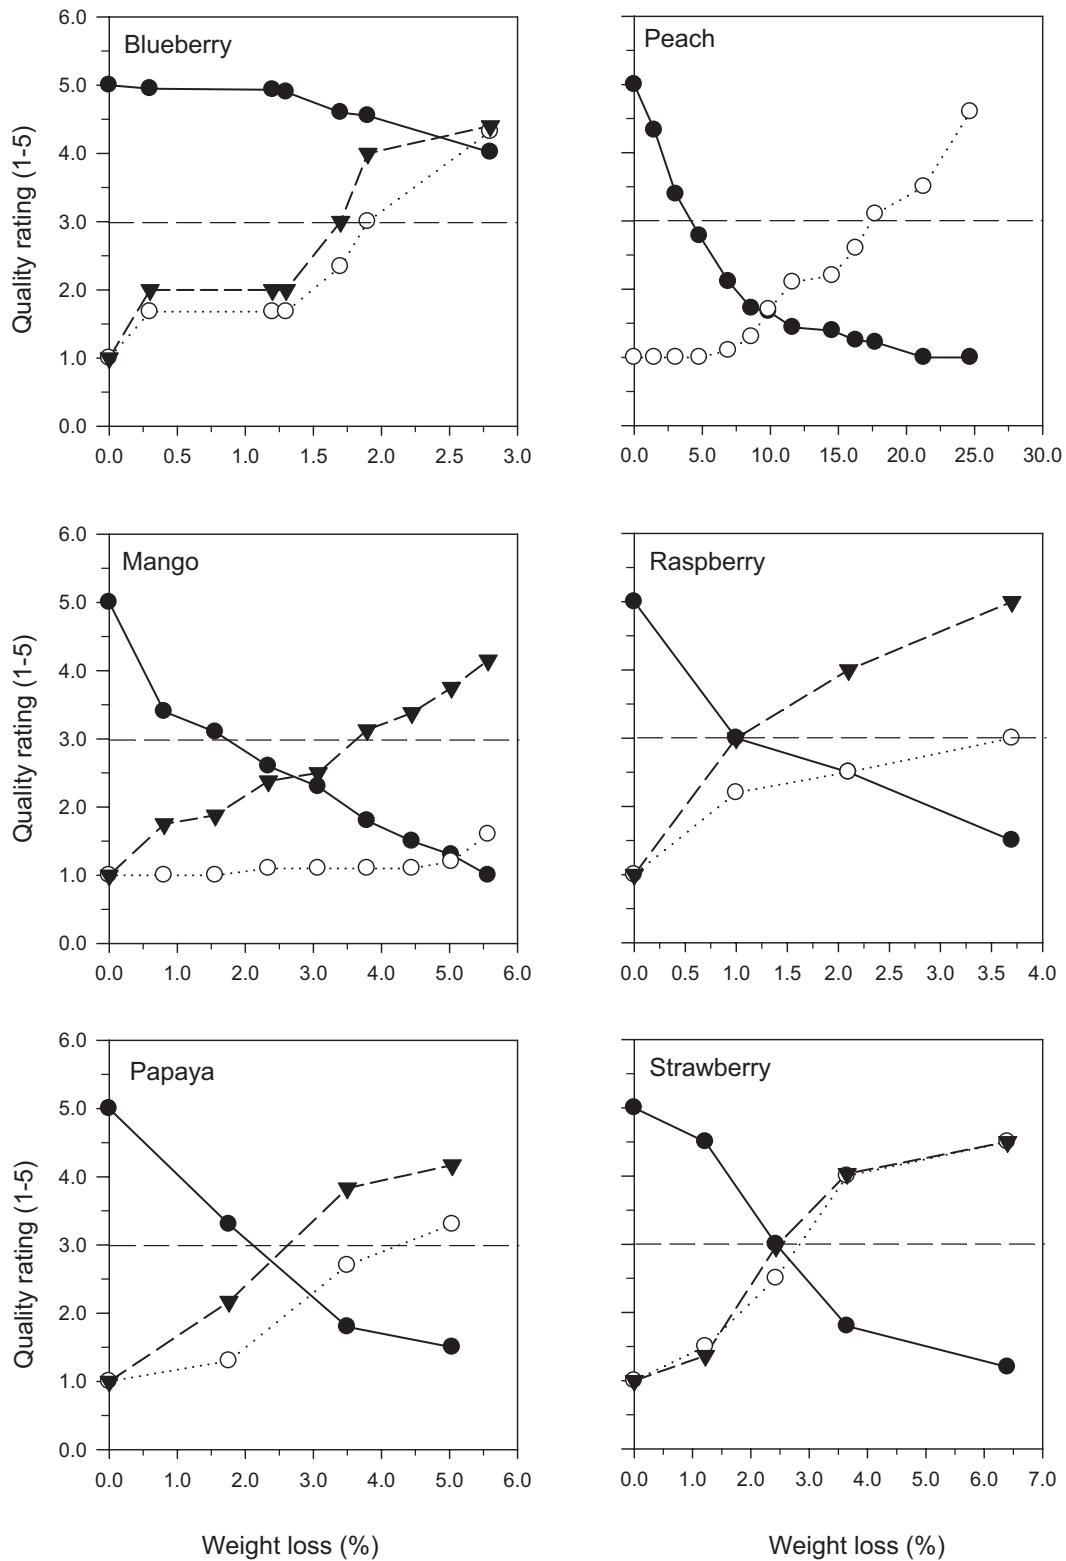 6.0
Blueberry
5.0
4.0
3.0
2.0
1.0
0.0
Quality rating (1-5)
0.0 0.5 1.0 1.5 2.0 2.5 3.0
Peach
0.0 5.0 10.0 15.0 20.0 25.0 30.0
6.0
Mango
5.0
4.0
3.0
2.0
1.0
0.0
Quality rating (1-5)
0.0 1.0 2.0 3.0 4.0 5.0 6.0
Raspberry
0.0 0.5 1.0 1.5 2.0 2.5 3.0 3.5 4.0
6.0
Papaya
5.0
4.0
3.0
2.0
1.0
0.0
Quality rating (1-5)
0.0 1.0 2.0 3.0 4.0 5.0 6.0
Weight loss (%)
Strawberry
0.0 1.0 2.0 3.0 4.0 5.0 6.0 7.0
Weight loss (%)